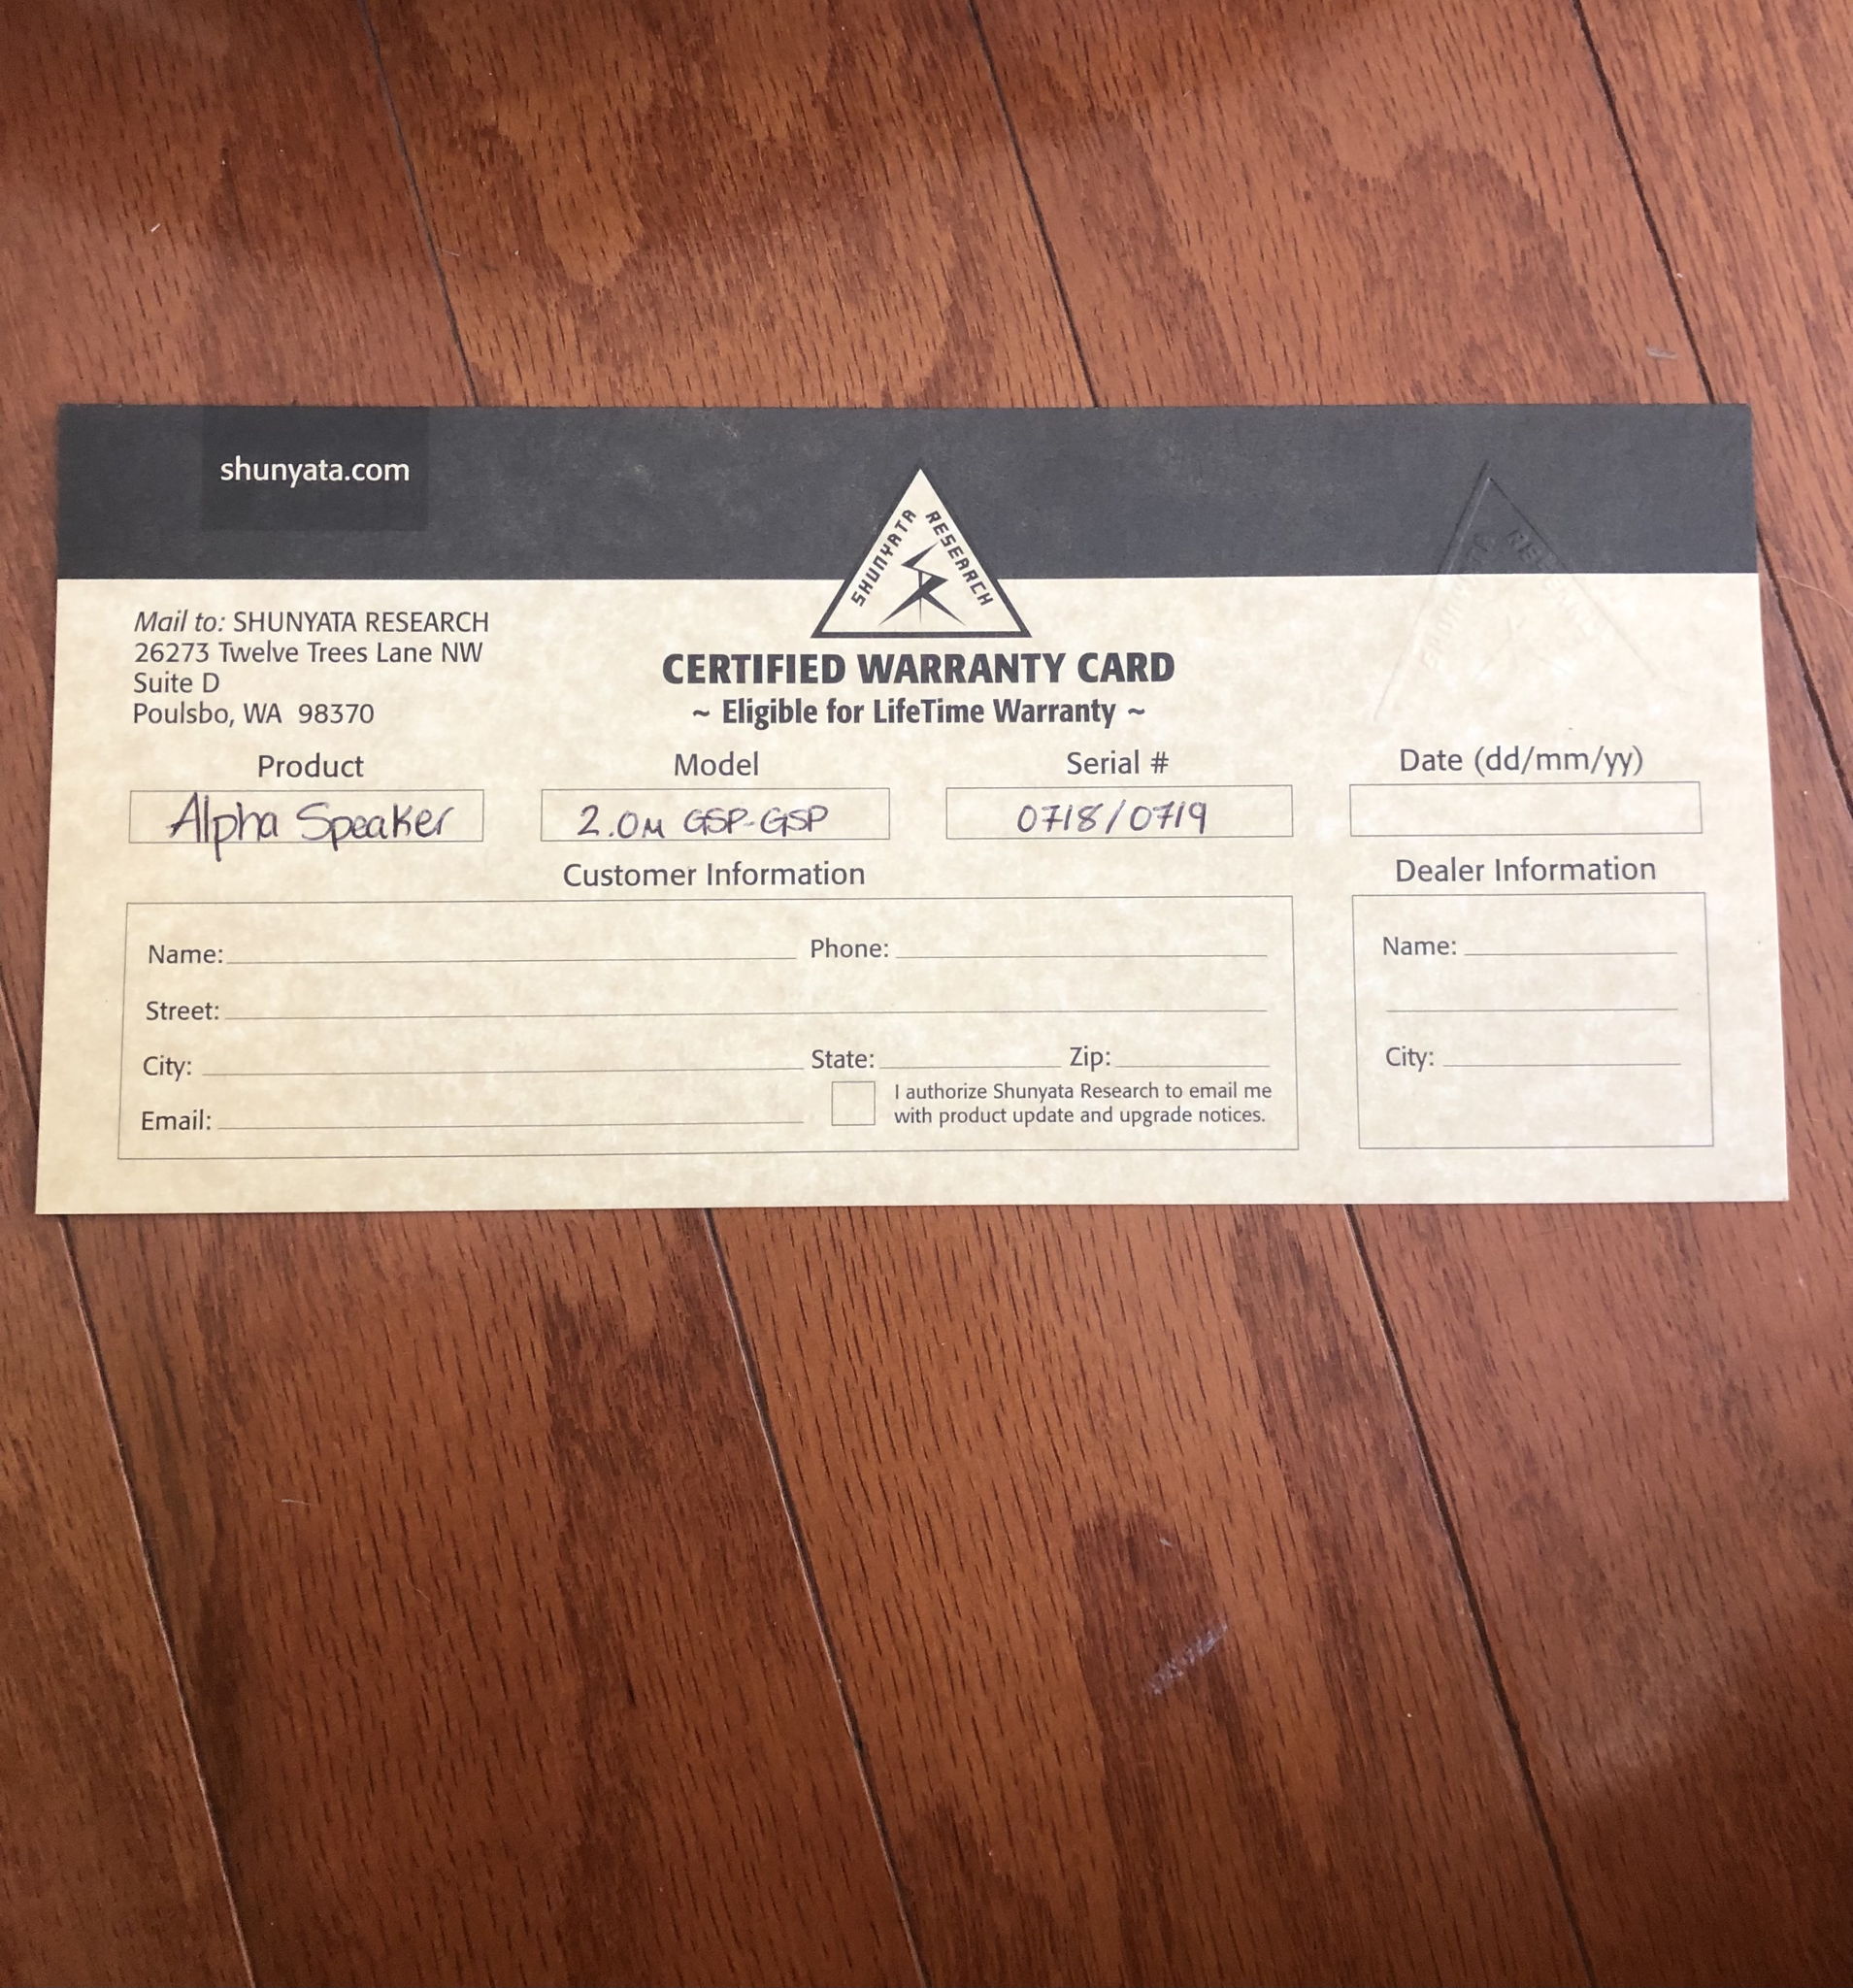 shunyata.com
SHUNYATA RESEARCH
Mail to: SHUNYATA RESEARCH
26273 Twelve Trees Lane NW
Suite D
Poulsbo, WA 98370
CERTIFIED WARRANTY CARD
~ Eligible for LifeTime Warranty ~
Product Model Serial # Date (dd/mm/yy)
Alpha Speaker 2.0M GSP-GSP 0718/0719
Customer Information Dealer Information
Name: Phone: Name:
Street:
City: State: Zip: City:
I authorize Shunyata Research to email me
with product update and upgrade notices.
Email: